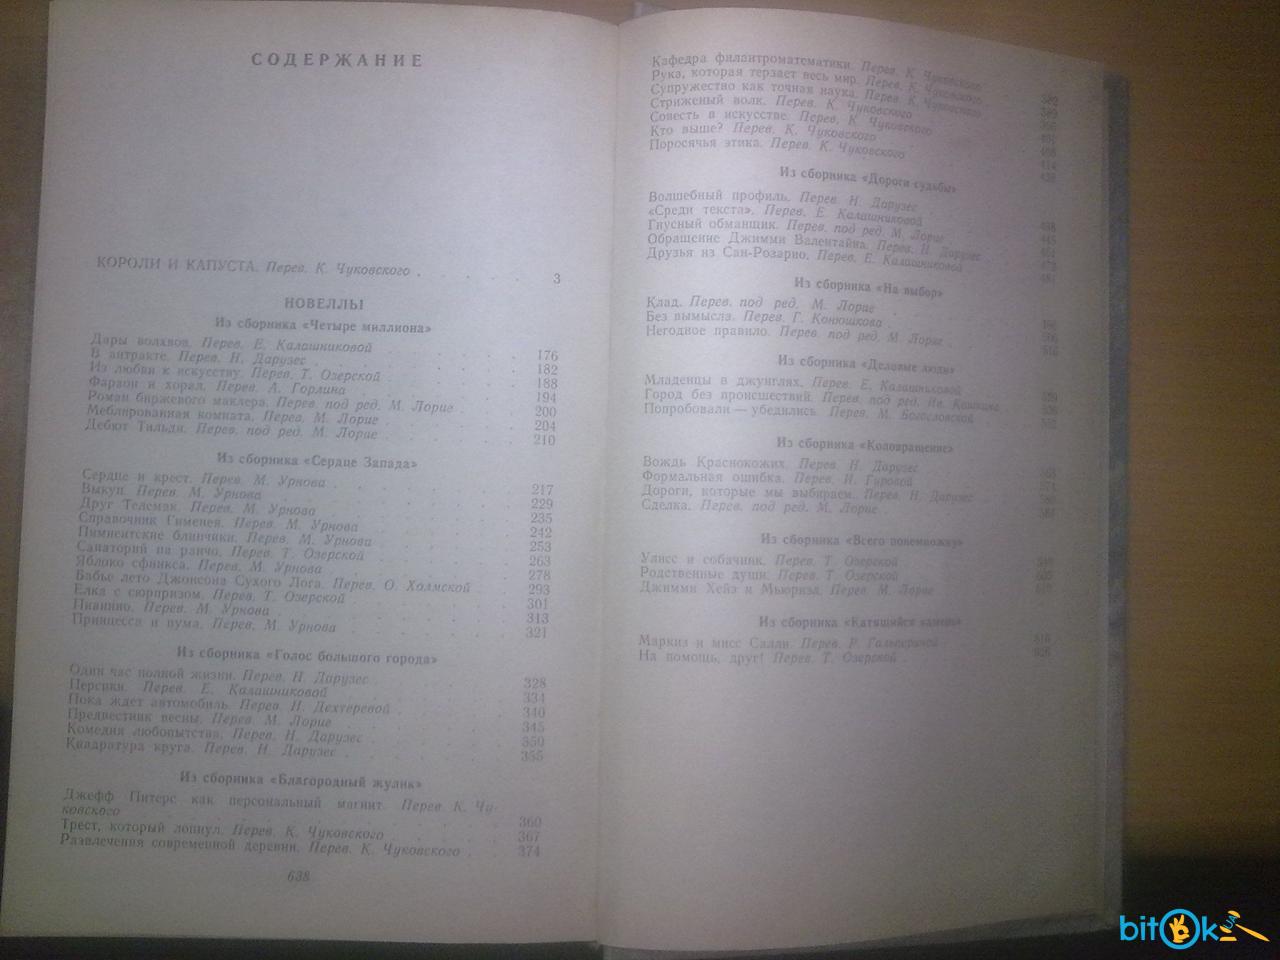 СОДЕРЖАНИЕ
КОРОЛИ И КАПУСТА. Перев. К. Чуковского . . . . . . 3
НОВЕЛЛЫ
Из сборника «Четыре миллиона»
Дары волхвов. Перев. Е. Калашниковой 176
В антракте. Перев. Н. Дарузес 182
Из любви к искусству. Перев. Т. Озерской 188
Фараон и хорал. Перев. А. Горлина 194
Роман биржевого маклера. Перев. под ред. М. Лорие 200
Меблированная комната. Перев. М. Лорие 204
Дебют Тильди. Перев. под ред. М. Лорие 210
Из сборника «Сердце Запада»
Сердце и крест. Перев. М. Урнова 217
Выкуп. Перев. М. Урнова 229
Друг Телемак. Перев. М. Урнова 235
Справочник Гименея. Перев. М. Урнова 242
Пимиентские блинчики. Перев. М. Урнова 253
Санаторий на ранчо. Перев. Т. Озерской 263
Яблоко сфинкса. Перев. М. Урнова 278
Бабье лето Джонсона Сухого Лога. Перев. О. Холмской 293
Елка с сюрпризом. Перев. Т. Озерской 301
Пианино. Перев. М. Урнова 313
Принцесса и пума. Перев. М. Урнова 321
Из сборника «Голос большого города»
Один час полной жизни. Перев. Н. Дарузес 328
Персики. Перев. Е. Калашниковой 334
Пока ждет автомобиль. Перев. Н. Дехтеревой 340
Предвестник весны. Перев. М. Лорие 345
Комедия любопытства. Перев. Н. Дарузес 350
Квадратура круга. Перев. Н. Дарузес 355
Из сборника «Благородный жулик»
Джефф Питерс как персональный магнит. Перев. К. Чу-
ковского 360
Трест, который лопнул. Перев. К. Чуковского 367
Развлечения современной деревни. Перев. К. Чуковского 374
638
Кафедра филантроматематики. Перев. К. Чуковского
Рука, которая терзает весь мир. Перев. К. Чуковского
Супружество как точная наука. Перев. К. Чуковского
Стриженый волк. Перев. К. Чуковского
Совесть в искусстве. Перев. К. Чуковского
Кто выше? Перев. К. Чуковского
Поросячья этика. Перев. К. Чуковского
Из сборника «Дороги судьбы»
Волшебный профиль. Перев. Н. Дарузес
«Среди текста». Перев. Е. Калашниковой
Гнусный обманщик. Перев. под ред. М. Лорие
Обращение Джимми Валентайна. Перев. Н. Дарузес
Друзья из Сан-Розарио. Перев. Е. Калашниковой
Из сборника «На выбор»
Клад. Перев. под ред. М. Лорие
Без вымысла. Перев. Г. Конюшкова
Негодное правило. Перев. под ред. М. Лорие
Из сборника «Деловые люди»
Младенцы в джунглях. Перев. Е. Калашниковой
Город без происшествий. Перев. под ред. Ив. Кашкина
Попробовали — убедились. Перев. М. Богословской
Из сборника «Коловращение»
Вождь Краснокожих. Перев. Н. Дарузес
Формальная ошибка. Перев. И. Гуровой
Дороги, которые мы выбираем. Перев. Н. Дарузес
Сделка. Перев. под ред. М. Лорие
Из сборника «Всего понемножку»
Улисс и собачник. Перев. Т. Озерской
Родственные души. Перев. Т. Озерской
Джимми Хейз и Мьюриэл. Перев. М. Лорие
Из сборника «Катящийся камень»
Маркиз и мисс Салли. Перев. Р. Гальпериной
На помощь, друг! Перев. Т. Озерской
bitOk UA